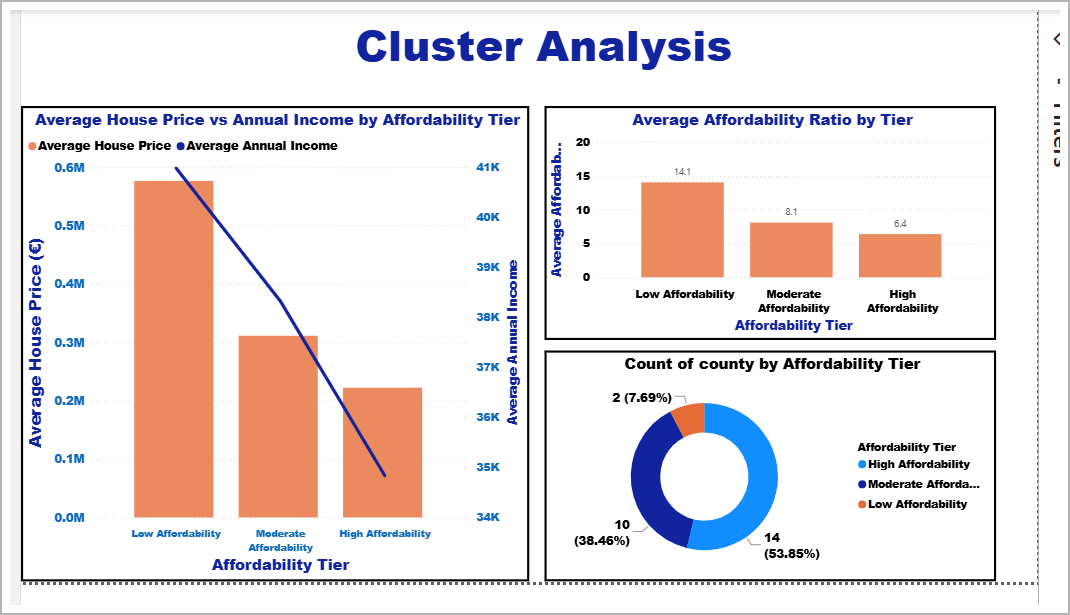 Cluster Analysis
Average House Price vs Annual Income by Affordability Tier
Average House Price
Average Annual Income
0.6M
0.5M
0.4M
0.3M
0.2M
0.1M
0.0M
Average House Price (€)
41K
40K
39K
38K
37K
36K
35K
34K
Average Annual Income
Low Affordability
Moderate
Affordability
High Affordability
Affordability Tier
Average Affordability Ratio by Tier
Average Affordab...
20
15
10
5
0
14.1
8.1
6.4
Low Affordability
Moderate
Affordability
High
Affordability
Affordability Tier
Count of county by Affordability Tier
2 (7.69%)
10
(38.46%)
14
(53.85%)
Affordability Tier
High Affordability
Moderate Afforda...
Low Affordability